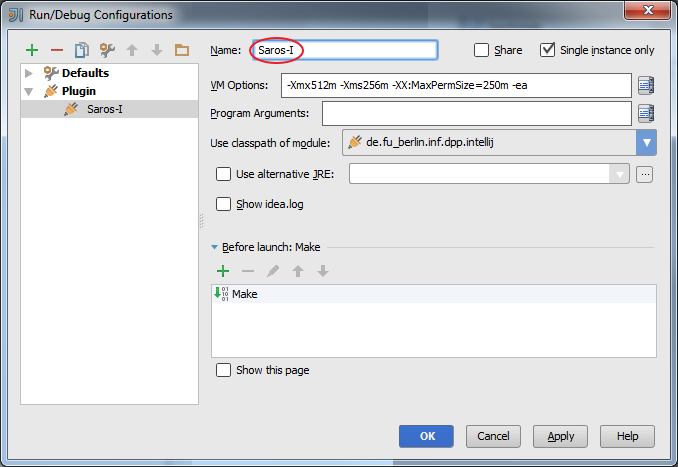 Run/Debug Configurations
Name: Saros-I Share Single instance only
Defaults
Plugin
Saros-I
VM Options: -Xmx512m -Xms256m -XX:MaxPermSize=250m -ea
Program Arguments:
Use classpath of module: de.fu_berlin.inf.dpp.intellij
Use alternative JRE: ...
Show idea.log
Before launch: Make
Make
Show this page
OK Cancel Apply Help